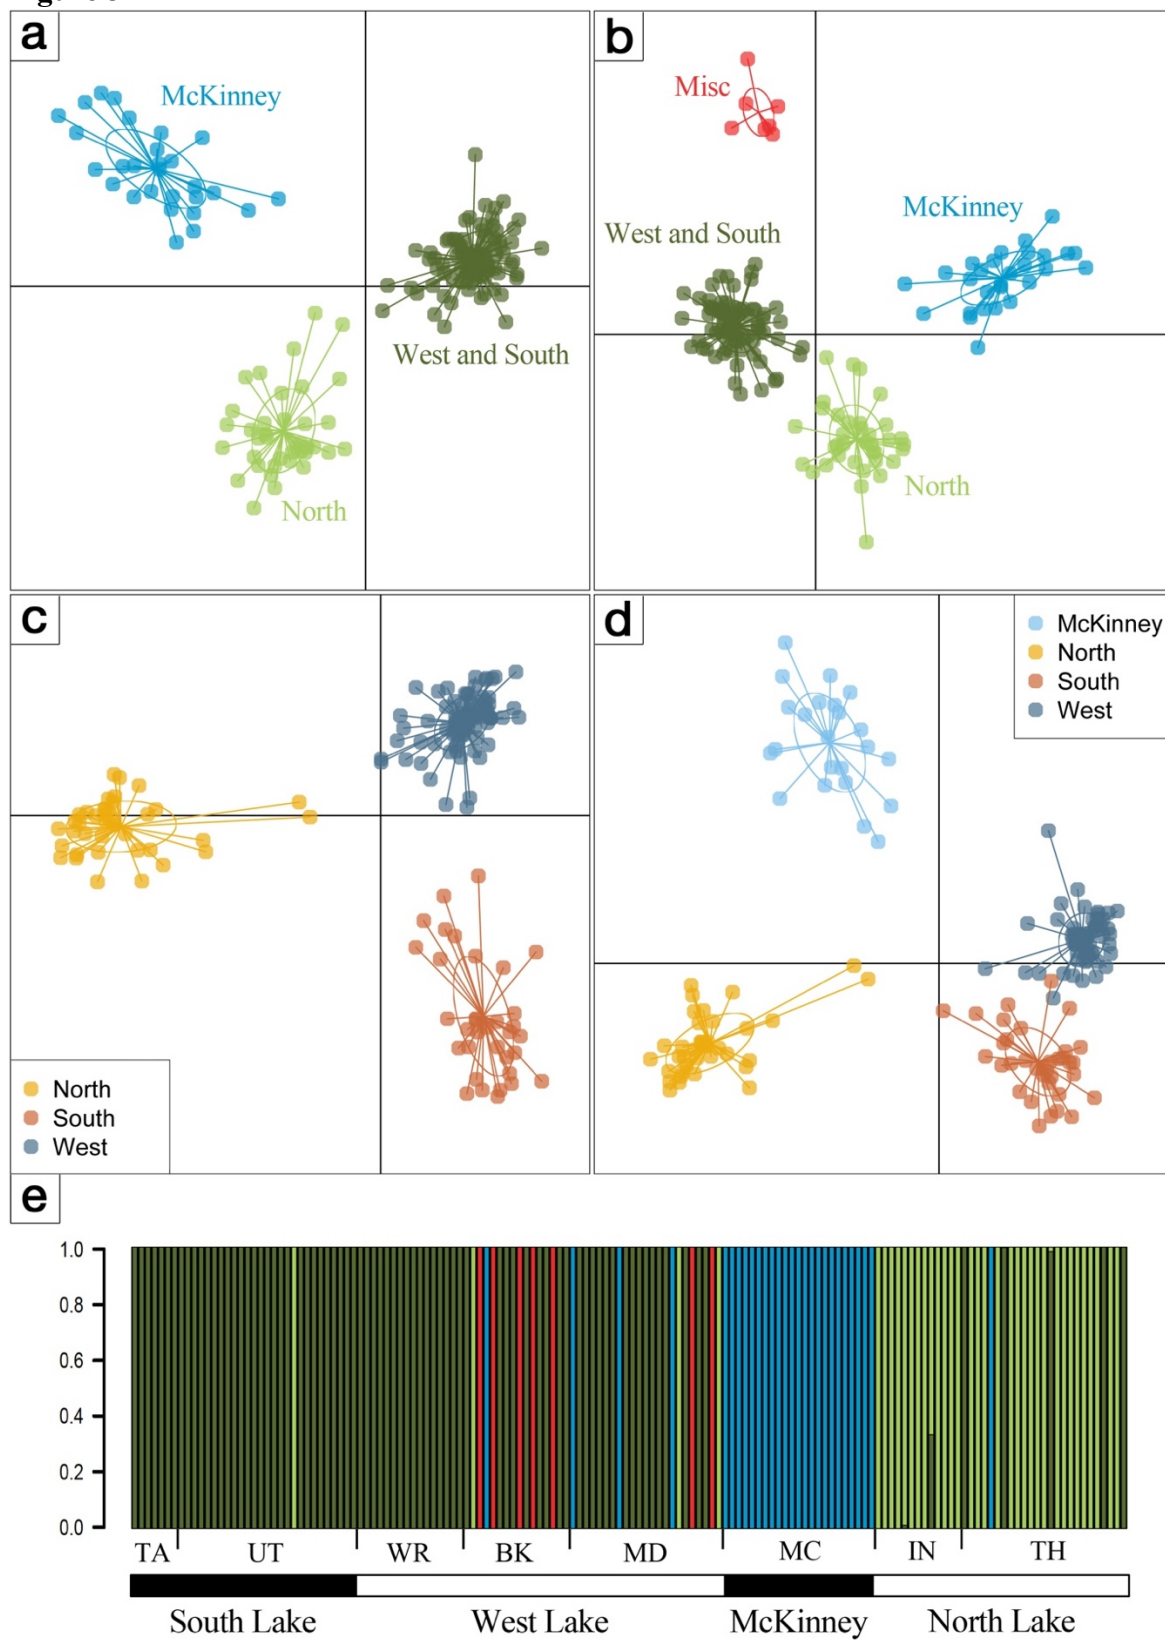 a
McKinney
West and South
North
b
Misc
West and South
McKinney
North
c
North
South
West
d
McKinney
North
South
West
e
1.0
0.8
0.6
0.4
0.2
0.0
TA UT WR BK MD MC IN TH
South Lake West Lake McKinney North Lake